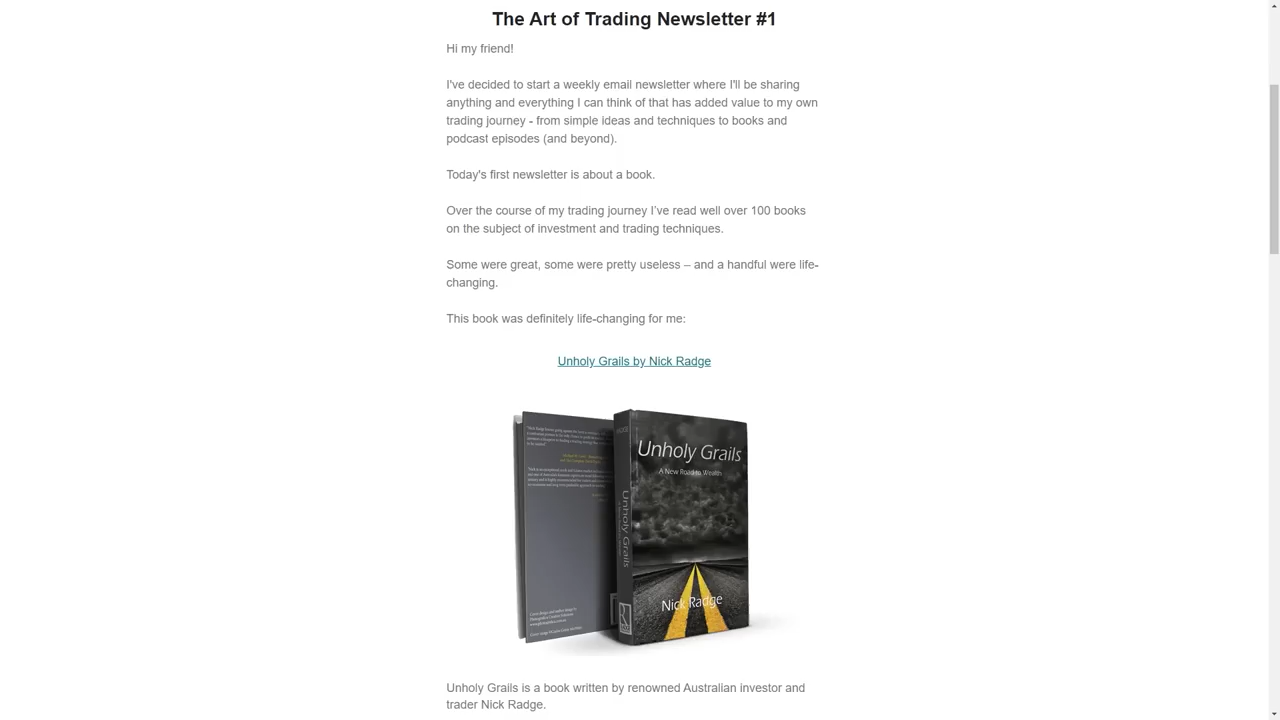 The Art of Trading Newsletter #1
Hi my friend!
I've decided to start a weekly email newsletter where I'll be sharing
anything and everything I can think of that has added value to my own
trading journey - from simple ideas and techniques to books and
podcast episodes (and beyond).
Today's first newsletter is about a book.
Over the course of my trading journey I’ve read well over 100 books
on the subject of investment and trading techniques.
Some were great, some were pretty useless – and a handful were life-
changing.
This book was definitely life-changing for me:
Unholy Grails by Nick Radge
Unholy Grails
A New Road to Wealth
Unholy Grails
Nick Radge
Unholy Grails is a book written by renowned Australian investor and
trader Nick Radge.